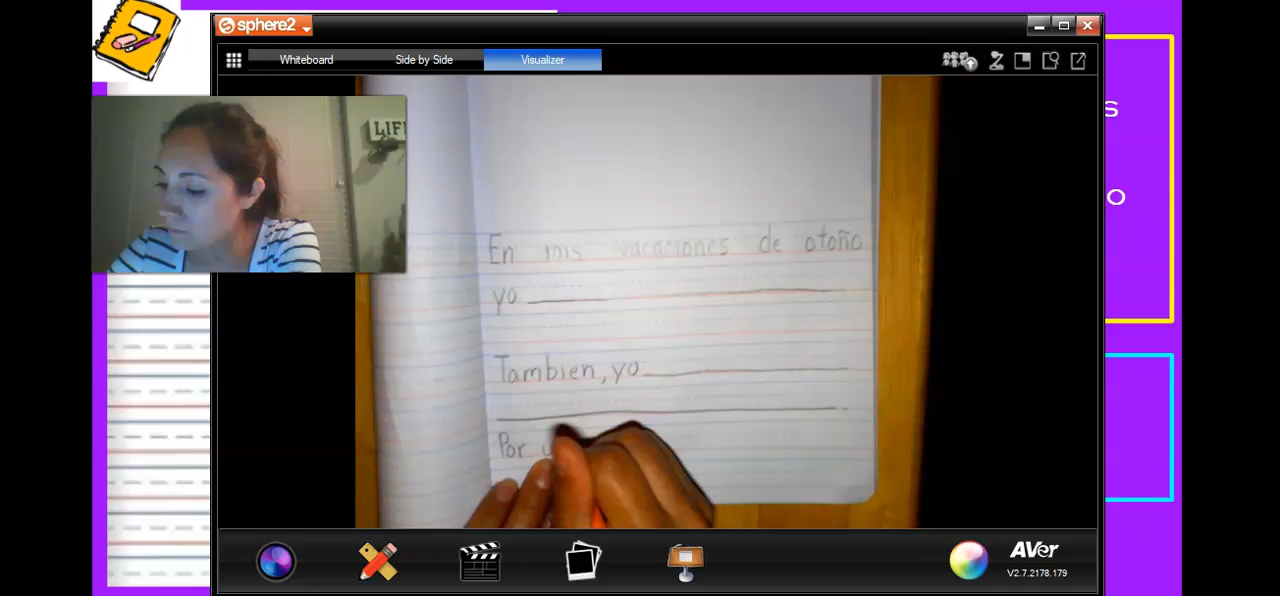 sphere2
Whiteboard Side by Side Visualizer
LIF
s
o
En mis vacaciones de otoño
yo
Tambien, yo
.
Por u
AVer
V2.7.2178.179